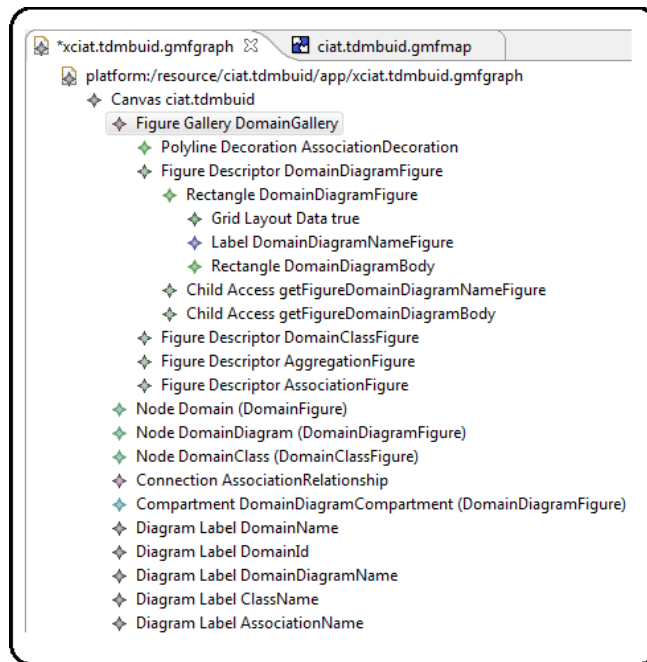 *xciat.tdmbuid.gmfgraph ciat.tdmbuid.gmfmap
platform:/resource/ciat.tdmbuid/app/xciat.tdmbuid.gmfgraph
Canvas ciat.tdmbuid
Figure Gallery DomainGallery
Polyline Decoration AssociationDecoration
Figure Descriptor DomainDiagramFigure
Rectangle DomainDiagramFigure
Grid Layout Data true
Label DomainDiagramNameFigure
Rectangle DomainDiagramBody
Child Access getFigureDomainDiagramNameFigure
Child Access getFigureDomainDiagramBody
Figure Descriptor DomainClassFigure
Figure Descriptor AggregationFigure
Figure Descriptor AssociationFigure
Node Domain (DomainFigure)
Node DomainDiagram (DomainDiagramFigure)
Node DomainClass (DomainClassFigure)
Connection AssociationRelationship
Compartment DomainDiagramCompartment (DomainDiagramFigure)
Diagram Label DomainName
Diagram Label DomainId
Diagram Label DomainDiagramName
Diagram Label ClassName
Diagram Label AssociationName